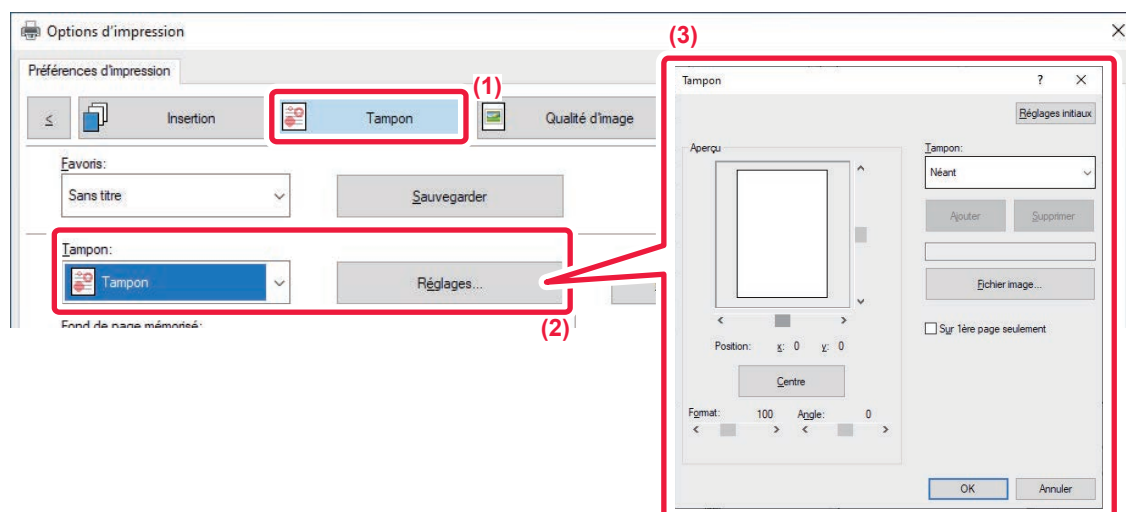 Options d'impression
Préférences d'impression
(1)
< Insertion Tampon Qualité d'image
Favoris:
Sans titre Sauvegarder
Tampon:
Tampon Réglages...
Fond de page mémorisé:
(2)
(3)
Tampon ? X
Réglages initiaux
Aperçu
Tampon:
Néant
Ajouter Supprimer
Fichier image...
Sur 1ère page seulement
Position: x: 0 y: 0
Centre
Format: 100 Angle: 0
OK Annuler